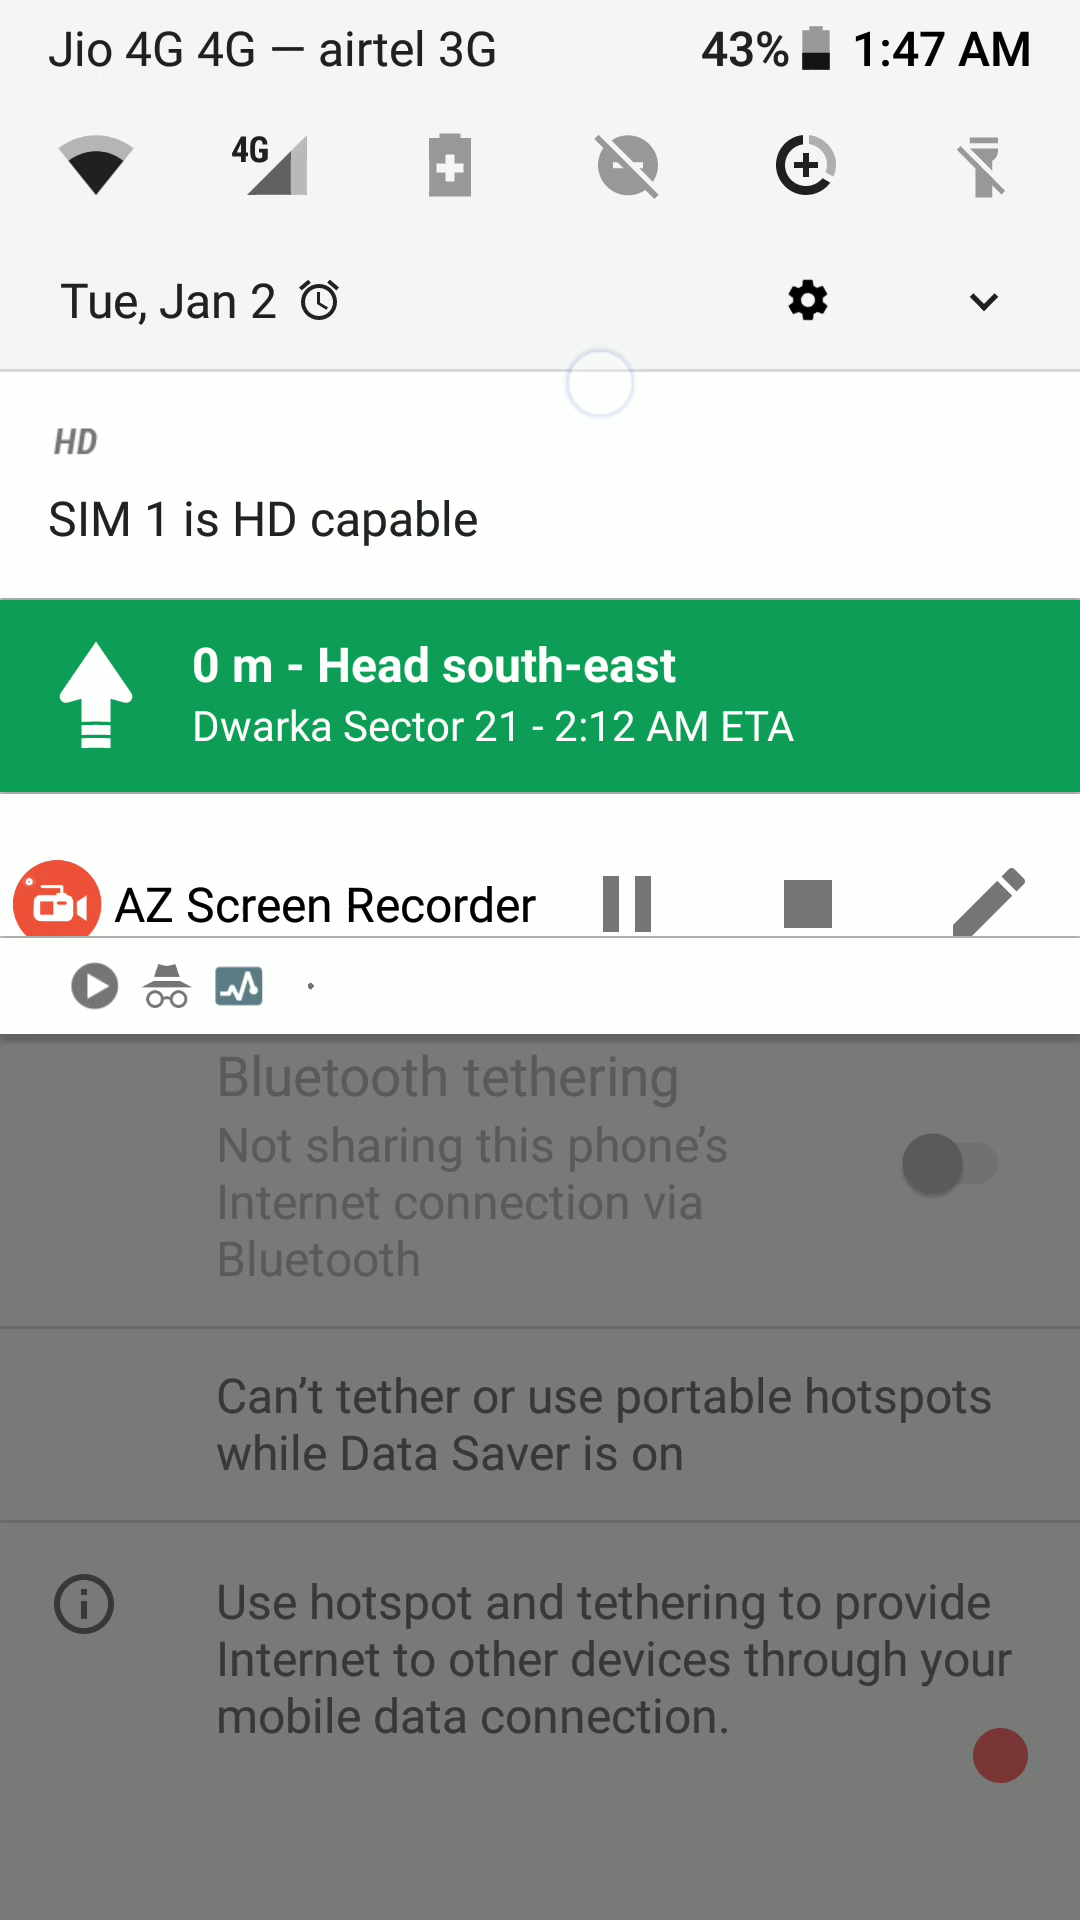 Jio 4G 4G — airtel 3G 43% 1:47 AM
4G
Tue, Jan 2
HD
SIM 1 is HD capable
0 m - Head south-east
Dwarka Sector 21 - 2:12 AM ETA
AZ Screen Recorder
Bluetooth tethering
Not sharing this phone’s
Internet connection via
Bluetooth
Can’t tether or use portable hotspots
while Data Saver is on
Use hotspot and tethering to provide
Internet to other devices through your
mobile data connection.